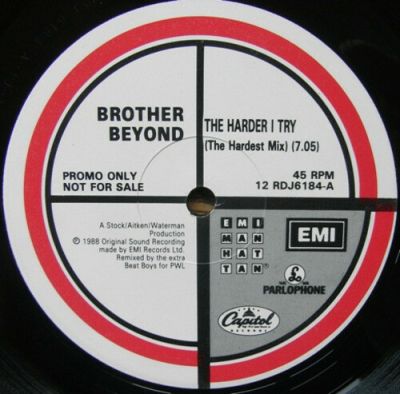 BROTHER
BEYOND
THE HARDER I TRY
(The Hardest Mix) (7.05)
PROMO ONLY
NOT FOR SALE
45 RPM
12 RDJ6184-A
A Stock/Aitken/Waterman
Production
℗ 1988 Original Sound Recording
made by EMI Records Ltd.
Remixed by the extra
Beat Boys for PWL
EMI
MAN
HAT
TAN®
EMI
PARLOPHONE
Capitol
RECORDS